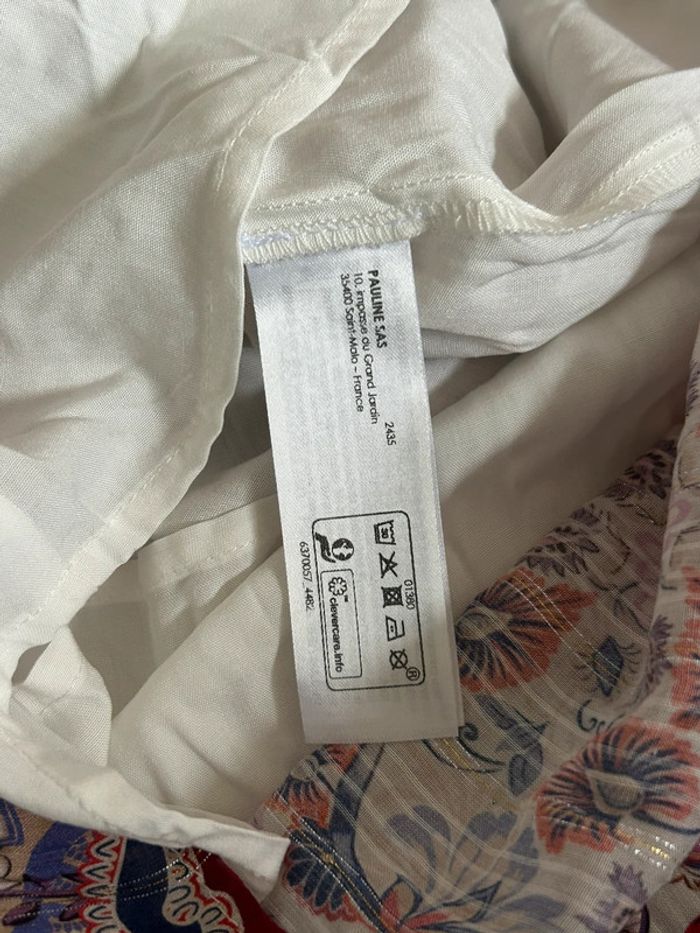 PAULINE SAS
10, impasse du Grand Jardin
35400 Saint-Malo - France
2435
01380
30
R
clevercare.info
6370057_4482